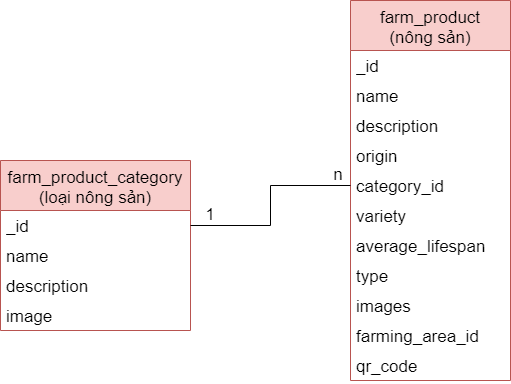 farm_product
(nông sản)
_id
name
description
origin
category_id
variety
average_lifespan
type
images
farming_area_id
qr_code
farm_product_category
(loại nông sản)
_id
name
description
image
1
n